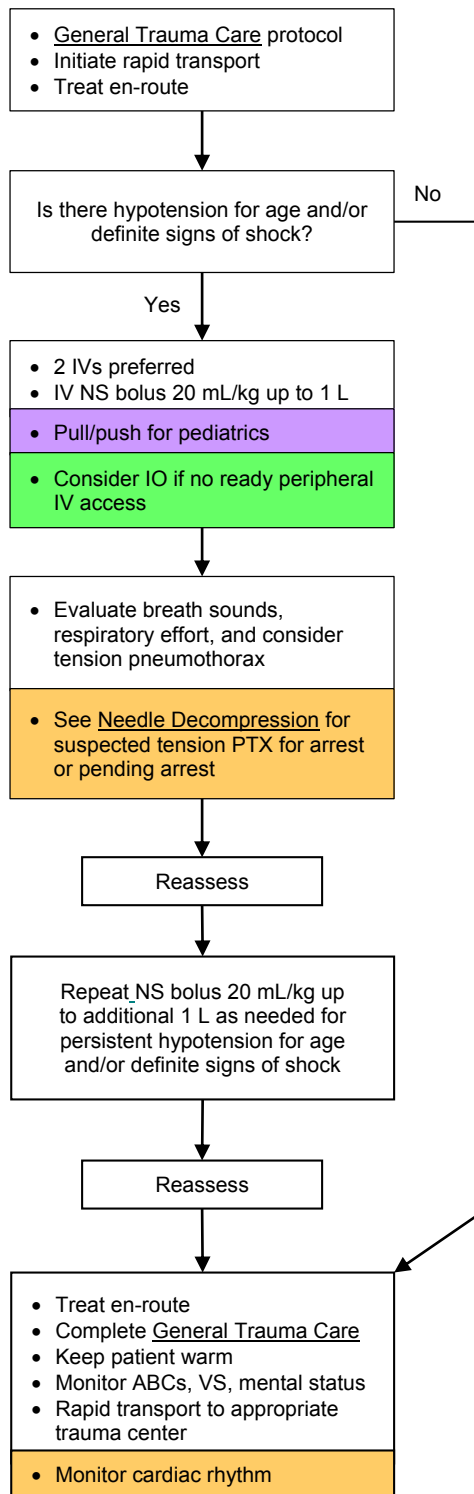 • General Trauma Care protocol
• Initiate rapid transport
• Treat en-route
Is there hypotension for age and/or
definite signs of shock?
No
Yes
• 2 IVs preferred
• IV NS bolus 20 mL/kg up to 1 L
• Pull/push for pediatrics
• Consider IO if no ready peripheral
IV access
• Evaluate breath sounds,
respiratory effort, and consider
tension pneumothorax
• See Needle Decompression for
suspected tension PTX for arrest
or pending arrest
Reassess
Repeat NS bolus 20 mL/kg up
to additional 1 L as needed for
persistent hypotension for age
and/or definite signs of shock
Reassess
• Treat en-route
• Complete General Trauma Care
• Keep patient warm
• Monitor ABCs, VS, mental status
• Rapid transport to appropriate
trauma center
• Monitor cardiac rhythm